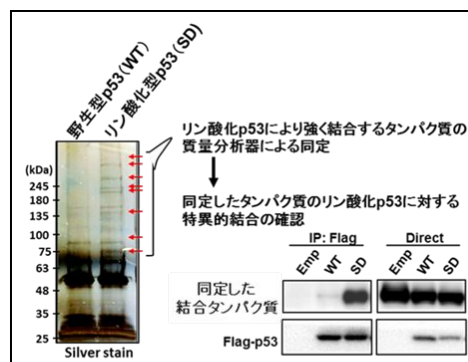 野生型p53(WT)
リン酸化型p53(SD)
(kDa)
245
180
135
100
75
63
48
35
25
Silver stain
リン酸化p53により強く結合するタンパク質の
質量分析器による同定
同定したタンパク質のリン酸化p53に対する
特異的結合の確認
IP: Flag
Direct
Emp WT SD
Emp WT SD
同定した
結合タンパク質
Flag-p53